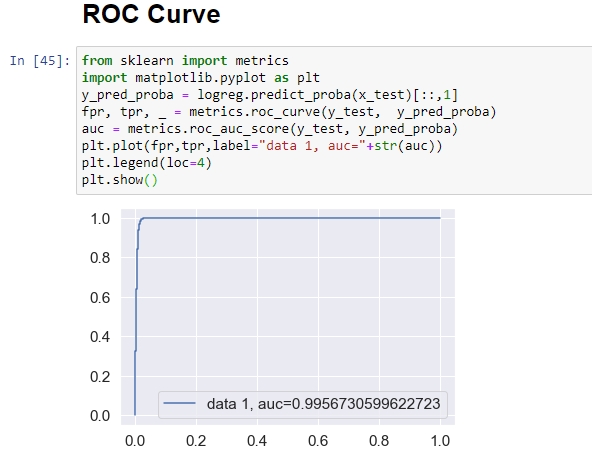 ROC Curve
In [45]: from sklearn import metrics
import matplotlib.pyplot as plt
y_pred_proba = logreg.predict_proba(x_test)[::,1]
fpr, tpr, _ = metrics.roc_curve(y_test,  y_pred_proba)
auc = metrics.roc_auc_score(y_test, y_pred_proba)
plt.plot(fpr,tpr,label="data 1, auc="+str(auc))
plt.legend(loc=4)
plt.show()
1.0
0.8
0.6
0.4
0.2
0.0
data 1, auc=0.9956730599622723
0.0 0.2 0.4 0.6 0.8 1.0